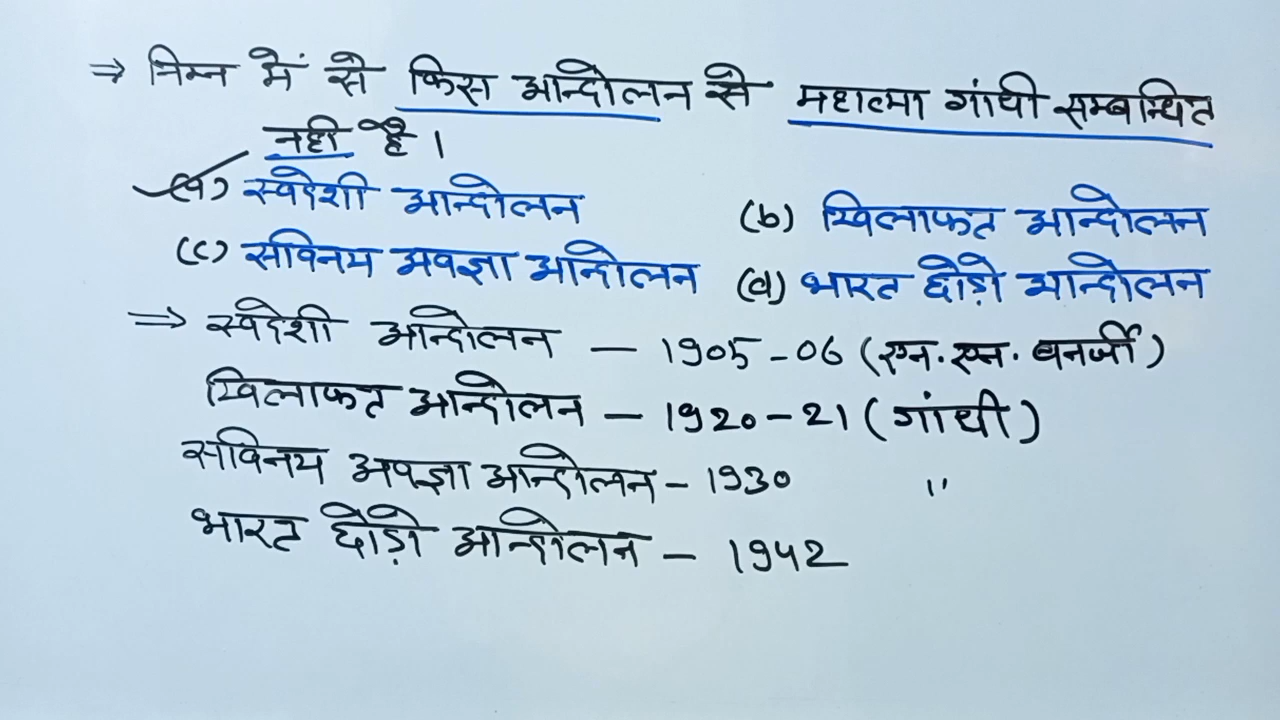 ⇒ निम्न में से किस आन्दोलन से महात्मा गांधी सम्बन्धित
नही है।
(a) स्वदेशी आन्दोलन (b) खिलाफत आन्दोलन
(c) सविनय अवज्ञा आन्दोलन (d) भारत छोड़ो आन्दोलन
⇒ स्वदेशी आन्दोलन – 1905-06 (एन. एन. बनर्जी)
खिलाफत आन्दोलन – 1920-21 (गांधी)
सविनय अवज्ञा आन्दोलन - 1930 "
भारत छोड़ो आन्दोलन – 1942